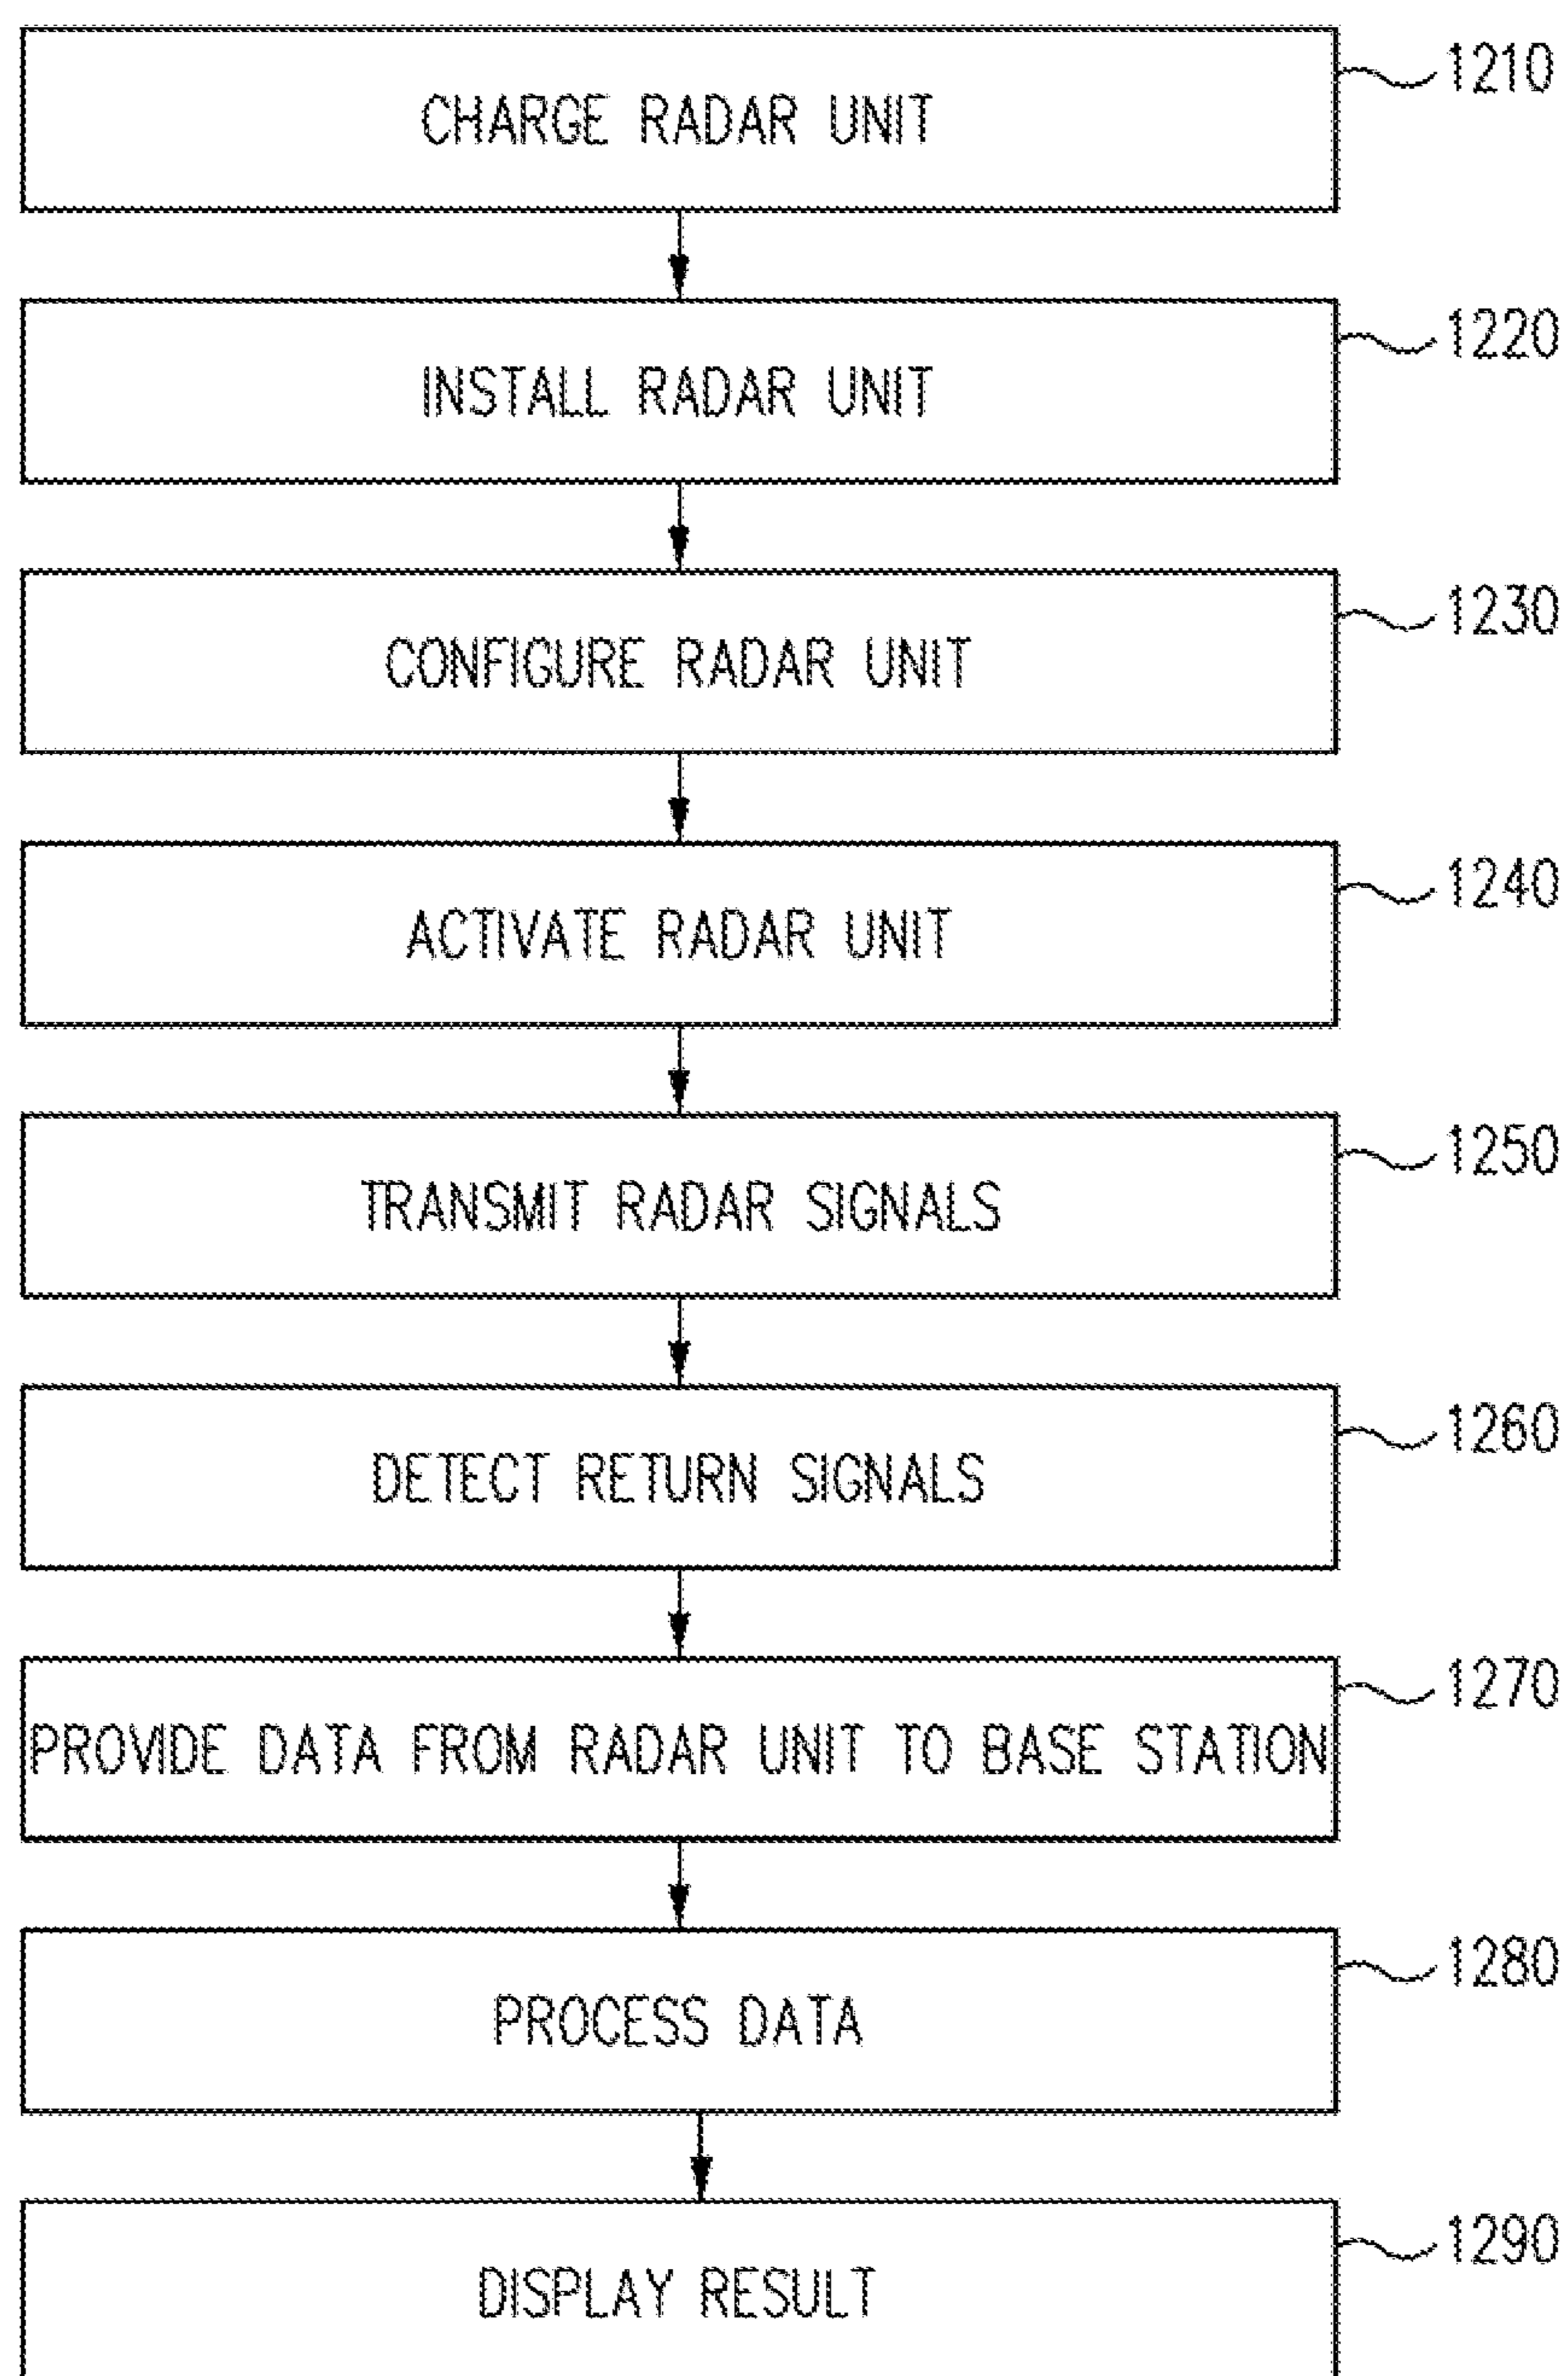 CHARGE RADAR UNIT
1210
INSTALL RADAR UNIT
1220
CONFIGURE RADAR UNIT
1230
ACTIVATE RADAR UNIT
1240
TRANSMIT RADAR SIGNALS
1250
DETECT RETURN SIGNALS
1260
PROVIDE DATA FROM RADAR UNIT TO BASE STATION
1270
PROCESS DATA
1280
DISPLAY RESULT
1290